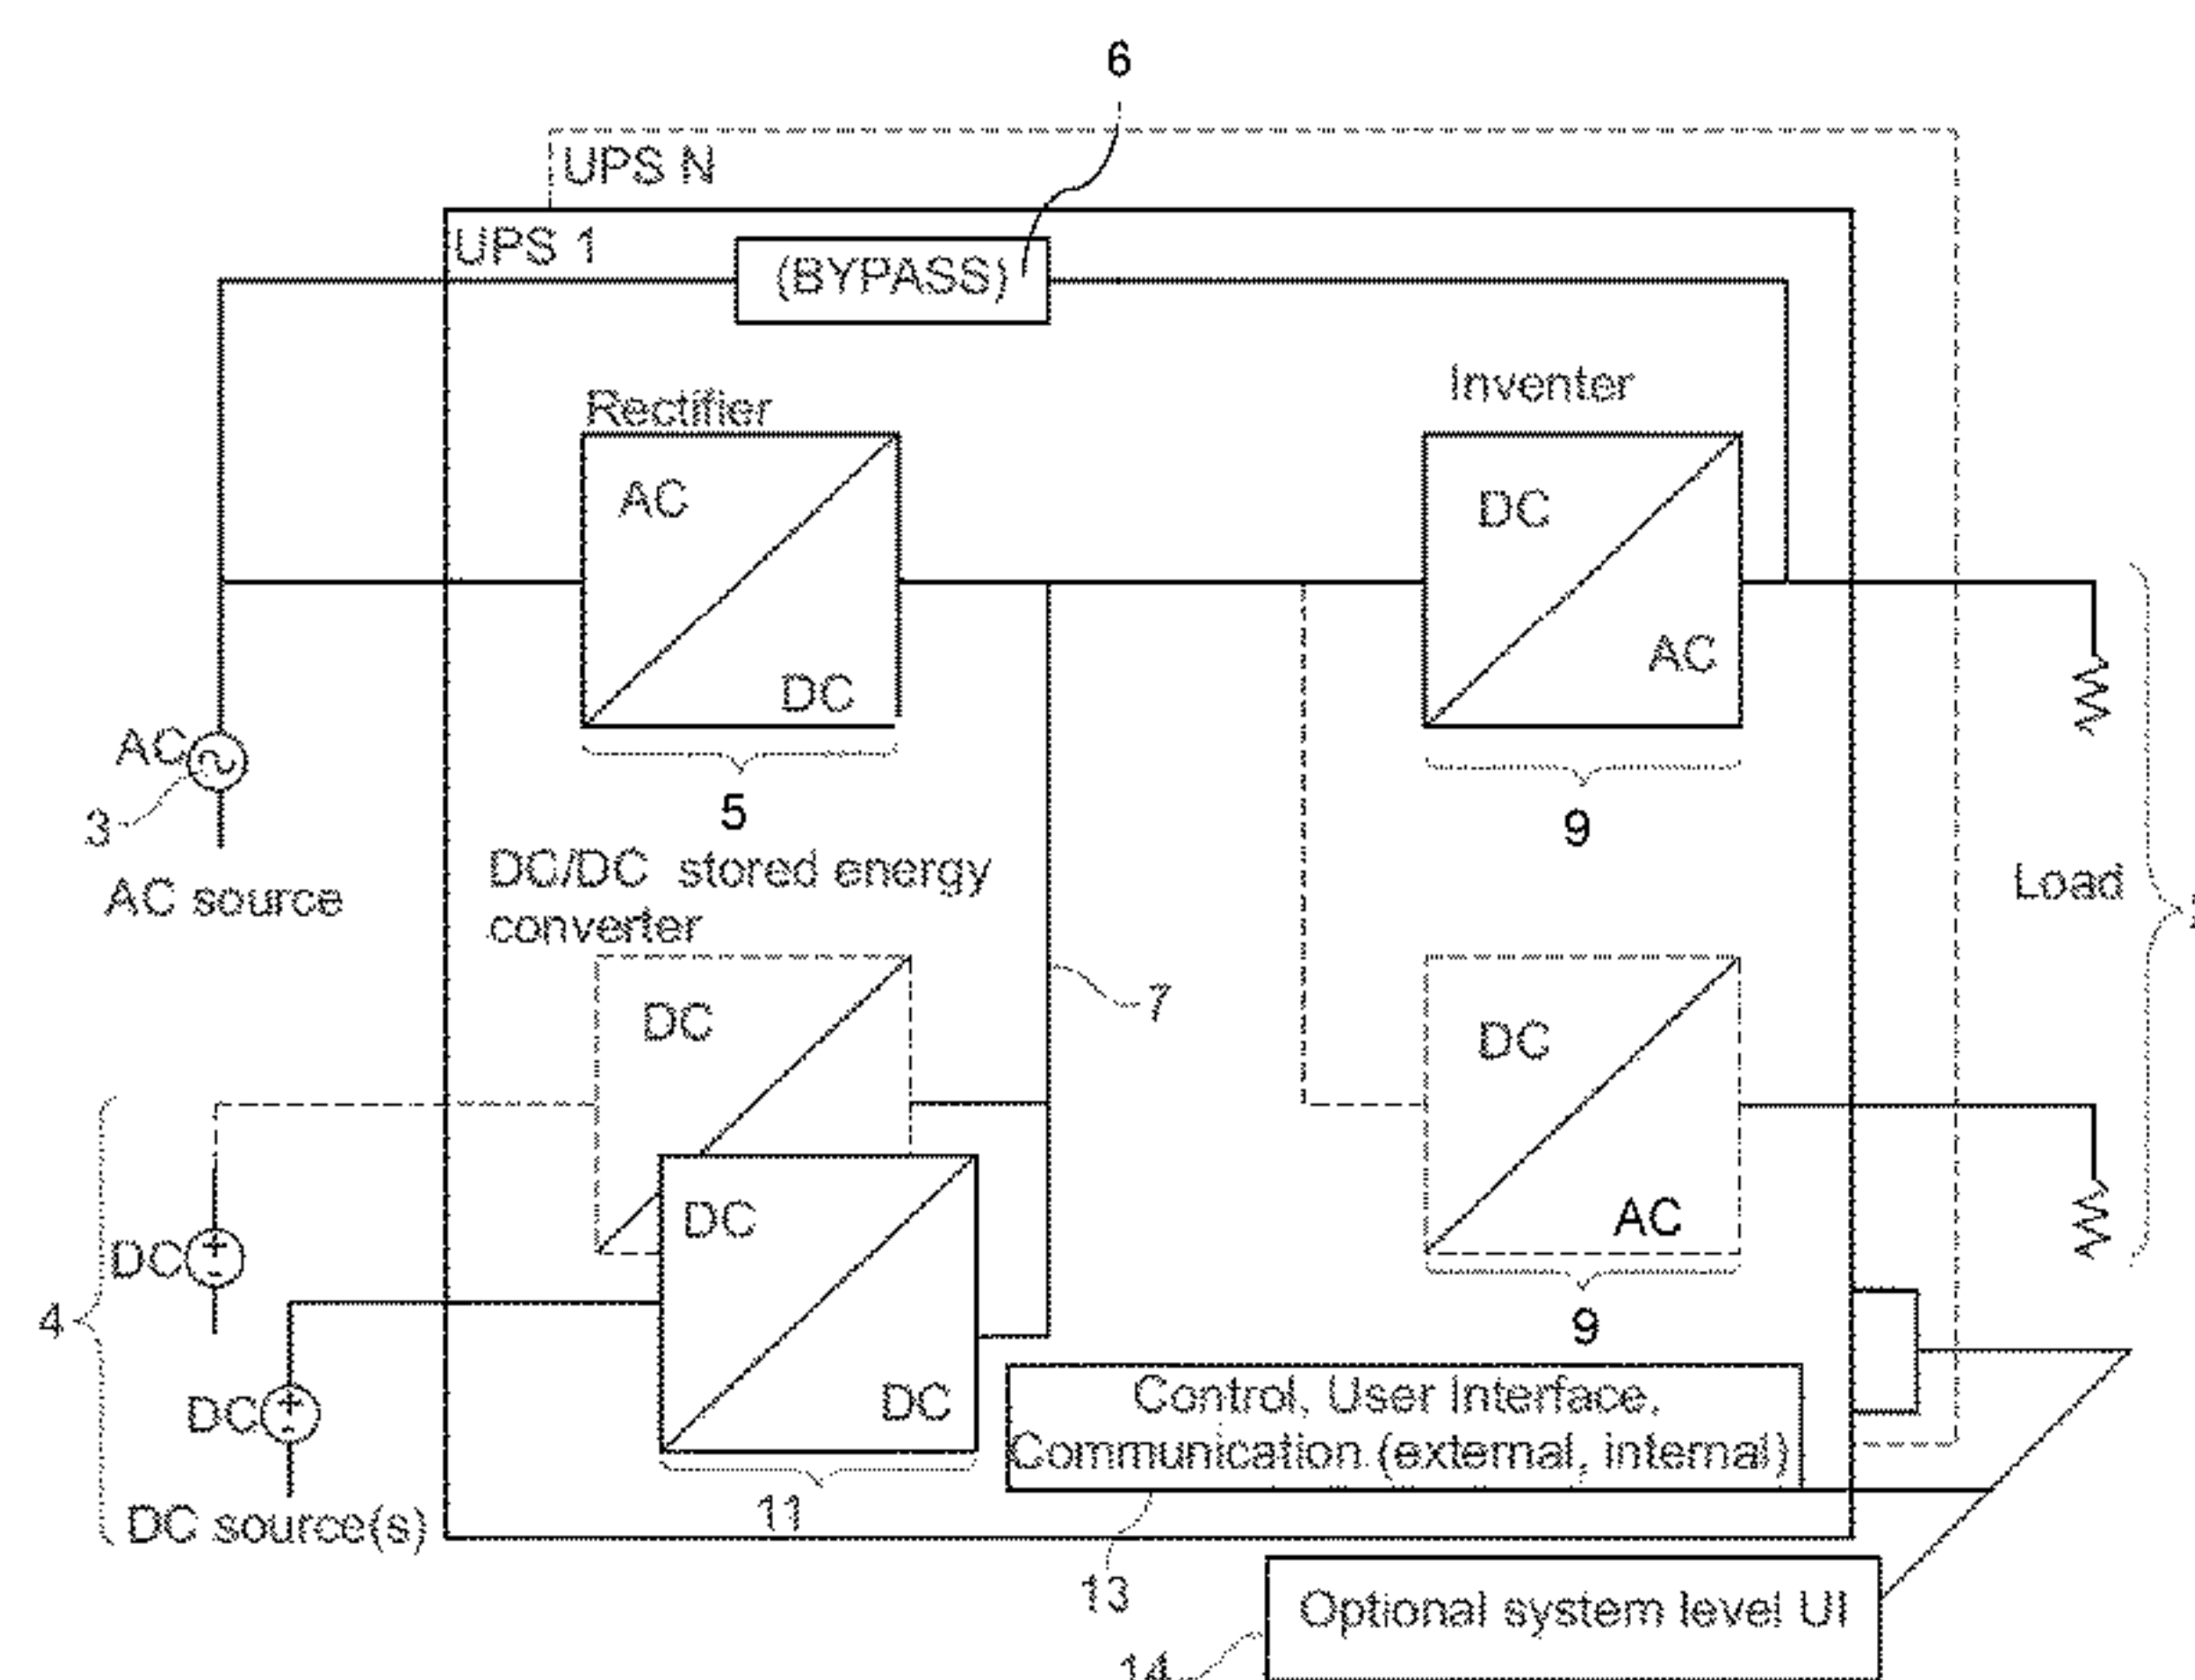 6
UPS N
UPS 1
(BYPASS)
Rectifier
Inventer
AC
DC
DC
AC
AC
3
AC source
5
9
DC/DC stored energy
converter
Load
DC
7
DC
AC
DC
DC
4
DC
DC
DC source(s)
11
9
Control, User Interface,
Communication (external, internal)
13
Optional system level UI
14